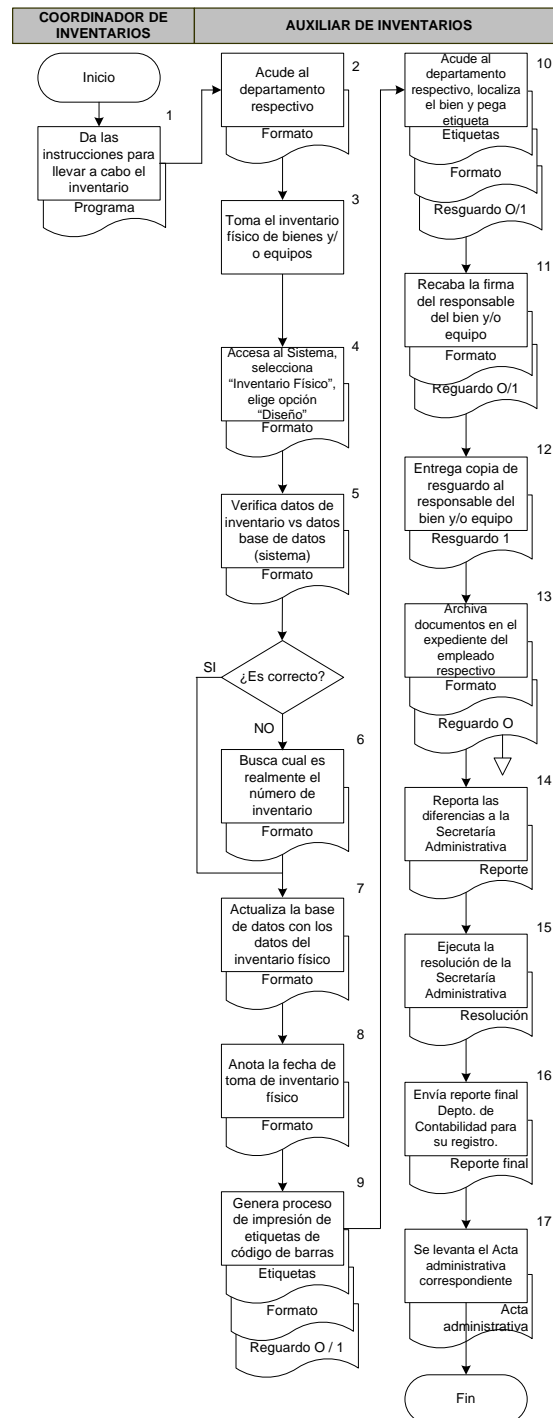 COORDINADOR DE
INVENTARIOS
AUXILIAR DE INVENTARIOS
Inicio
1
Da las
instrucciones para
llevar a cabo el
inventario
Programa
2
Acude al
departamento
respectivo
Formato
3
Toma el inventario
físico de bienes y/
o equipos
4
Accesa al Sistema,
selecciona
“Inventario Físico”,
elige opción
“Diseño”
Formato
5
Verifica datos de
inventario vs datos
base de datos
(sistema)
Formato
¿Es correcto?
SI
NO
6
Busca cual es
realmente el
número de
inventario
Formato
7
Actualiza la base
de datos con los
datos del
inventario físico
Formato
8
Anota la fecha de
toma de inventario
físico
Formato
9
Genera proceso
de impresión de
etiquetas de
código de barras
Etiquetas
Formato
Reguardo O / 1
10
Acude al
departamento
respectivo, localiza
el bien y pega
etiqueta
Etiquetas
Formato
Resguardo O/1
11
Recaba la firma
del responsable
del bien y/o
equipo
Formato
Reguardo O/1
12
Entrega copia de
resguardo al
responsable del
bien y/o equipo
Resguardo 1
13
Archiva
documentos en el
expediente del
empleado
respectivo
Formato
Reguardo O
14
Reporta las
diferencias a la
Secretaría
Administrativa
Reporte
15
Ejecuta la
resolución de la
Secretaría
Administrativa
Resolución
16
Envía reporte final
Depto. de
Contabilidad para
su registro.
Reporte final
17
Se levanta el Acta
administrativa
correspondiente
Acta
administrativa
Fin